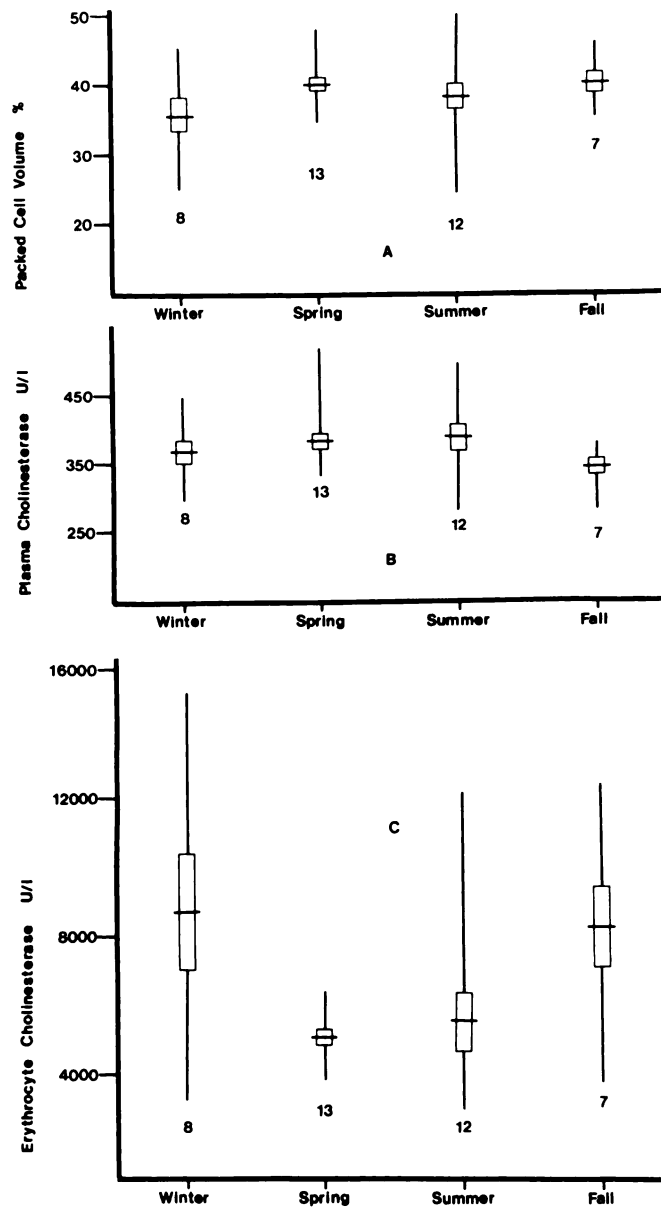 Packed Cell Volume %
50
40
30
20
8
13
12
7
A
Winter
Spring
Summer
Fall
Plasma Cholinesterase U/l
450
350
250
8
13
12
7
B
Winter
Spring
Summer
Fall
Erythrocyte Cholinesterase U/l
16000
12000
8000
4000
C
8
13
12
7
Winter
Spring
Summer
Fall